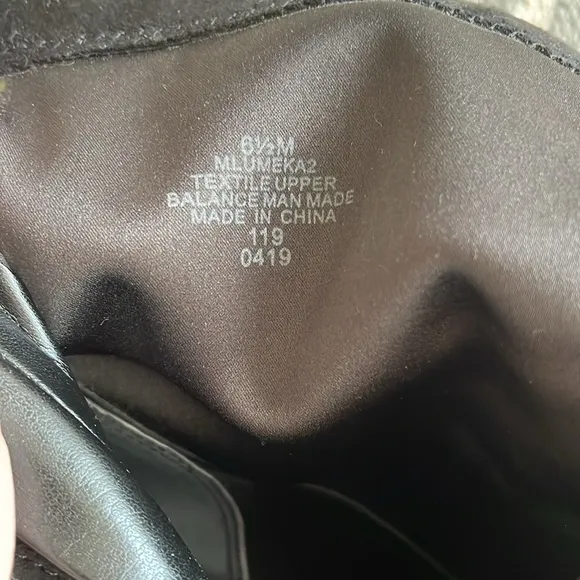 6½M
MLUMEKA2
TEXTILE UPPER
BALANCE MAN MADE
MADE IN CHINA
119
0419